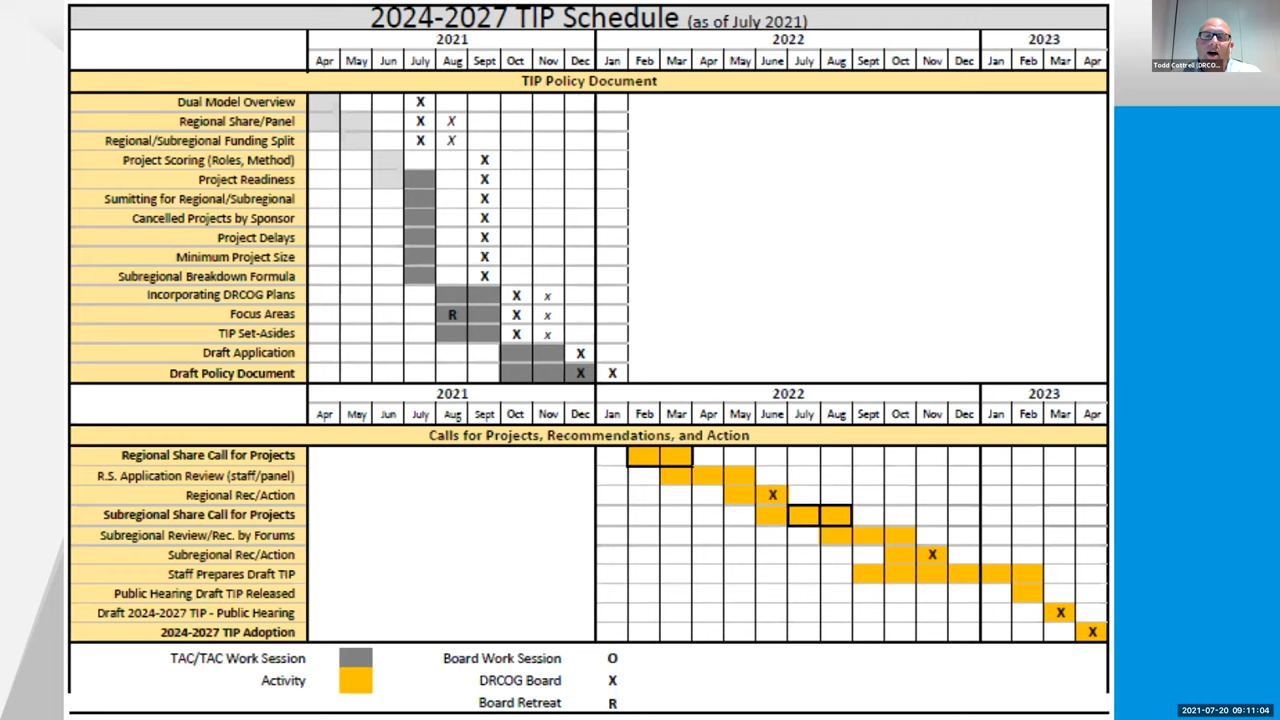 2024-2027 TIP Schedule (as of July 2021)
2021 2022 2023
Apr May Jun July Aug Sept Oct Nov Dec Jan Feb Mar Apr May June July Aug Sept Oct Nov Dec Jan Feb Mar Apr
TIP Policy Document
Dual Model Overview X
Regional Share/Panel X X
Regional/Subregional Funding Split X X
Project Scoring (Roles, Method) X
Project Readiness X
Sumitting for Regional/Subregional X
Cancelled Projects by Sponsor X
Project Delays X
Minimum Project Size X
Subregional Breakdown Formula X
Incorporating DRCOG Plans X x
Focus Areas R X x
TIP Set-Asides X x
Draft Application X
Draft Policy Document X X
2021 2022 2023
Apr May Jun July Aug Sept Oct Nov Dec Jan Feb Mar Apr May June July Aug Sept Oct Nov Dec Jan Feb Mar Apr
Calls for Projects, Recommendations, and Action
Regional Share Call for Projects
R.S. Application Review (staff/panel)
Regional Rec/Action X
Subregional Share Call for Projects
Subregional Review/Rec. by Forums
Subregional Rec/Action X
Staff Prepares Draft TIP
Public Hearing Draft TIP Released
Draft 2024-2027 TIP - Public Hearing X
2024-2027 TIP Adoption X
TAC/TAC Work Session Board Work Session O
Activity DRCOG Board X
Board Retreat R
Todd Cottrell (DRCO...
2021-07-20 09:11:04